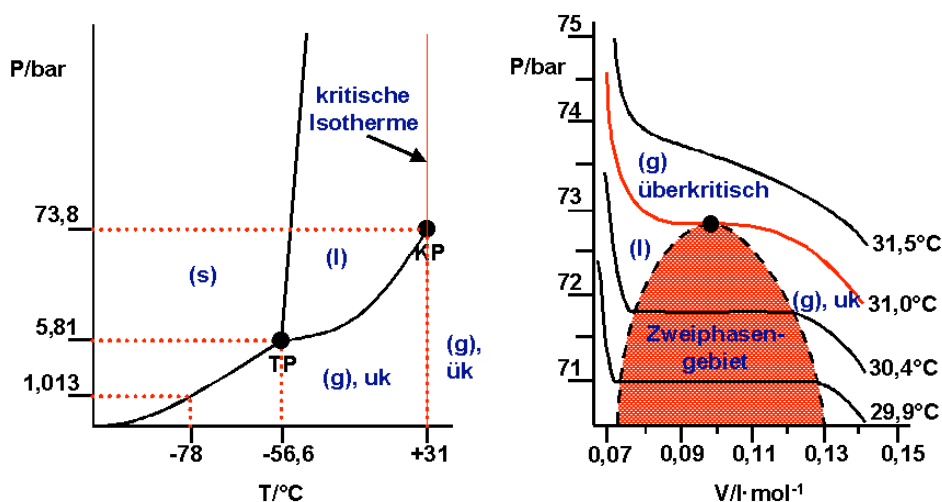 P/bar
kritische
Isotherme
73,8
KP
(l)
(s)
5,81
TP
(g), uk
(g),
ük
1,013
-78
-56,6
+31
T/°C
75
P/bar
74
(g)
überkritisch
73
31,5°C
(l)
72
(g), uk
31,0°C
Zweiphasen-
gebiet
71
30,4°C
29,9°C
0,07
0,09
0,11
0,13
0,15
V/l·mol⁻¹